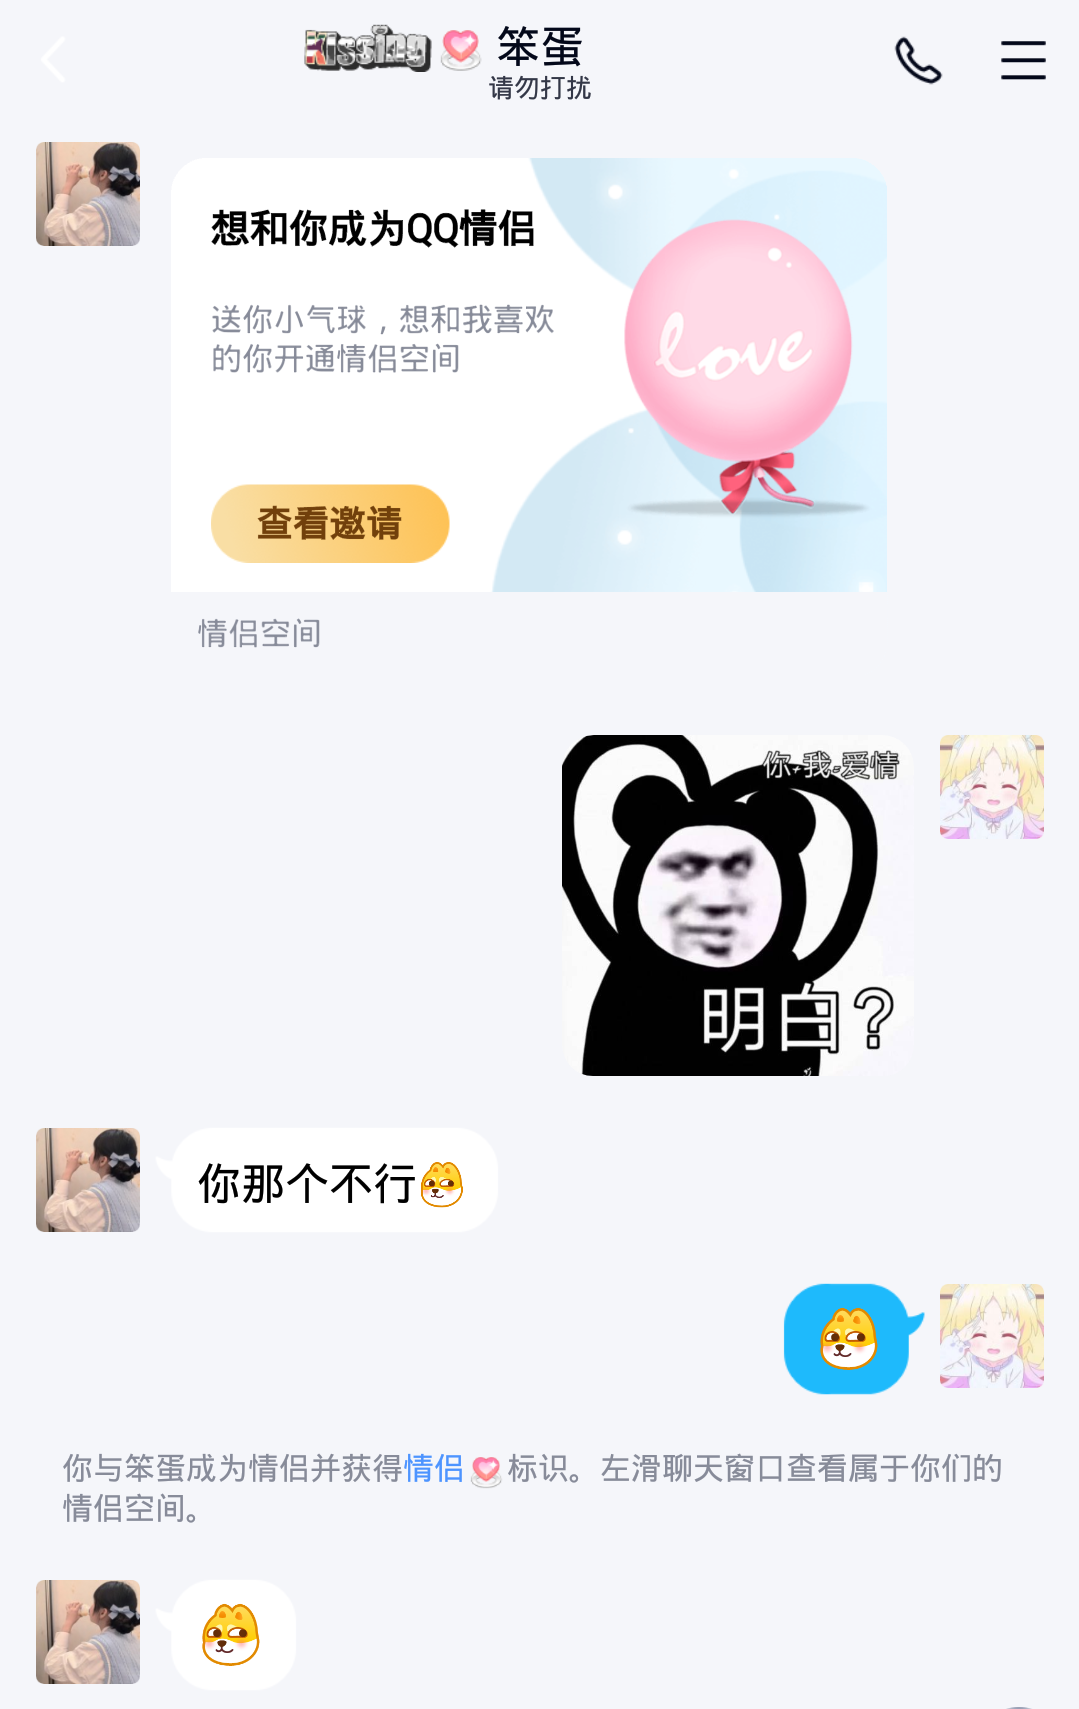 Kissing 笨蛋
请勿打扰
想和你成为QQ情侣
送你小气球，想和我喜欢
的你开通情侣空间
love
查看邀请
情侣空间
你+我=爱情
明白?
你那个不行
你与笨蛋成为情侣并获得情侣标识。左滑聊天窗口查看属于你们的
情侣空间。